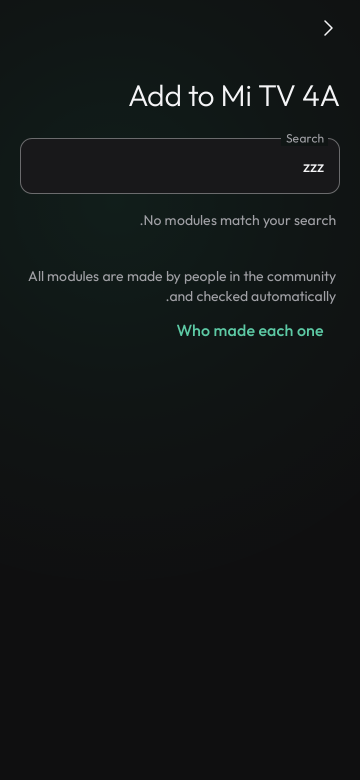 Add to Mi TV 4A
Search
zzz
.No modules match your search
All modules are made by people in the community
.and checked automatically
Who made each one